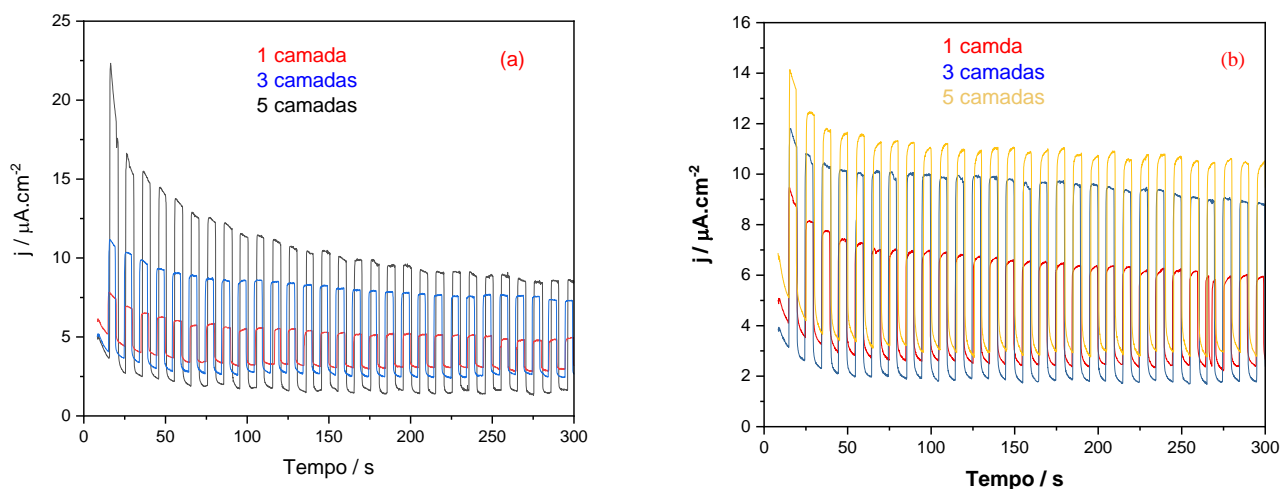 (a)
1 camada
3 camadas
5 camadas
j / µA.cm-2
25
20
15
10
5
0
0 50 100 150 200 250 300
Tempo / s
(b)
1 camda
3 camadas
5 camadas
j / µA.cm-2
16
14
12
10
8
6
4
2
0
0 50 100 150 200 250 300
Tempo / s